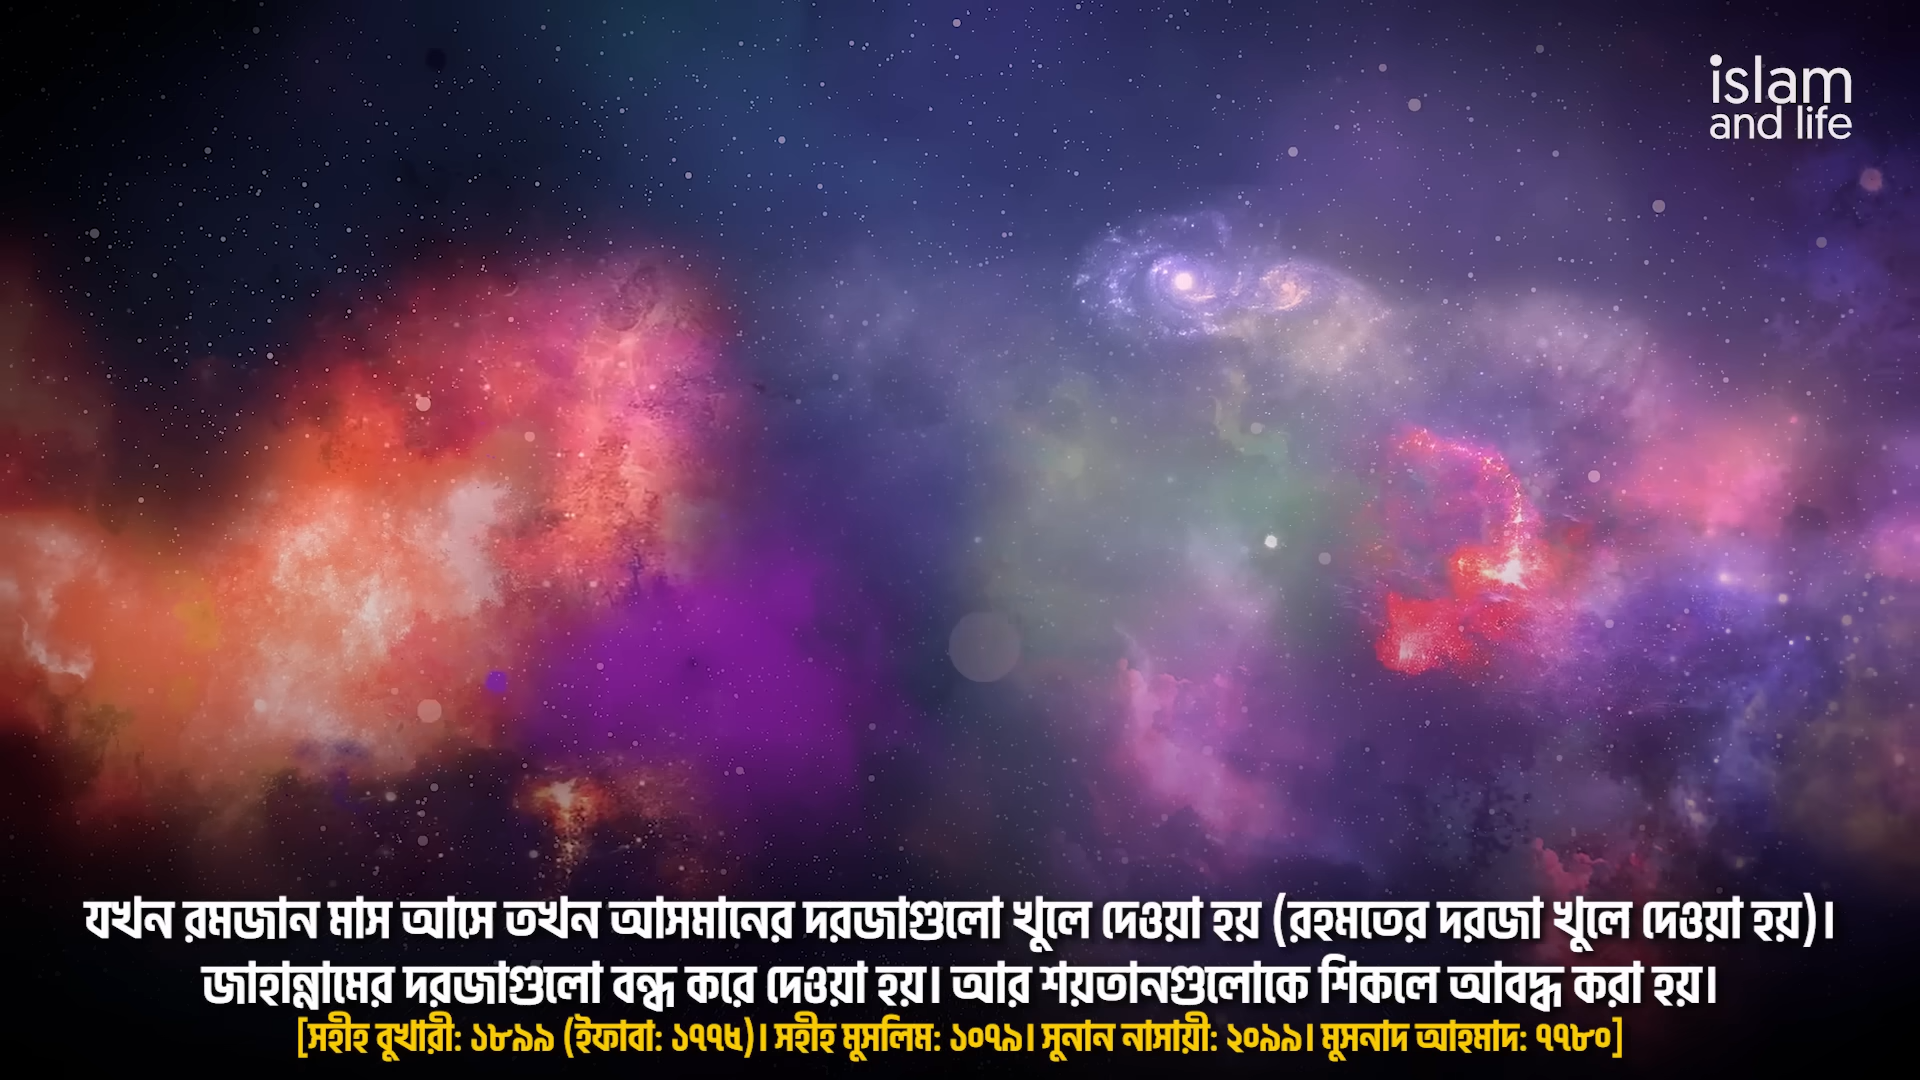 islam
and life
যখন রমজান মাস আসে তখন আসমানের দরজাগুলো খুলে দেওয়া হয় (রহমতের দরজা খুলে দেওয়া হয়)।
জাহান্নামের দরজাগুলো বন্ধ করে দেওয়া হয়। আর শয়তানগুলোকে শিকলে আবদ্ধ করা হয়।
[সহীহ বুখারী: ১৮৯৯ (ইফাবা: ১৭৭৫)। সহীহ মুসলিম: ১০৭৯। সুনান নাসায়ী: ২০৯৯। মুসনাদ আহমাদ: ৭৭৮০]